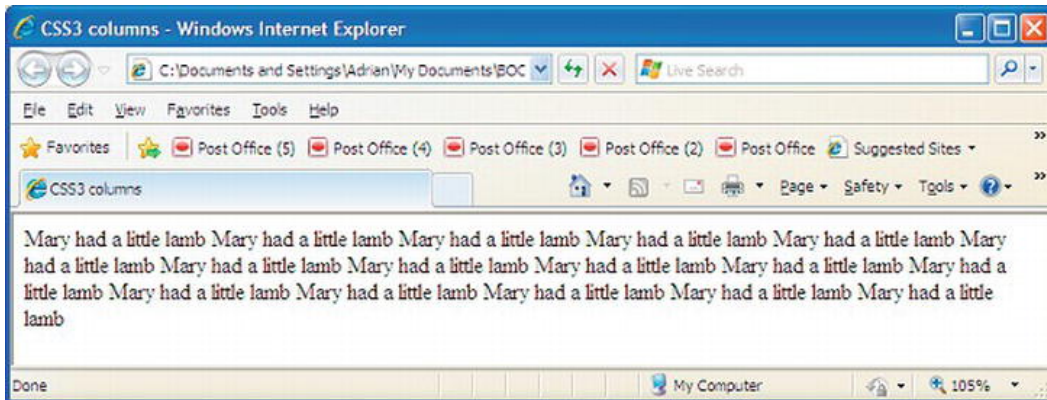 CSS3 columns - Windows Internet Explorer
C:\Documents and Settings\Adrian\My Documents\BOC
Live Search
File Edit View Favorites Tools Help
Favorites Post Office (5) Post Office (4) Post Office (3) Post Office (2) Post Office Suggested Sites »
CSS3 columns Page Safety Tools »
Mary had a little lamb Mary had a little lamb Mary had a little lamb Mary had a little lamb Mary had a little lamb Mary
had a little lamb Mary had a little lamb Mary had a little lamb Mary had a little lamb Mary had a little lamb Mary had a
little lamb Mary had a little lamb Mary had a little lamb Mary had a little lamb Mary had a little lamb Mary had a little
lamb
Done My Computer 105%